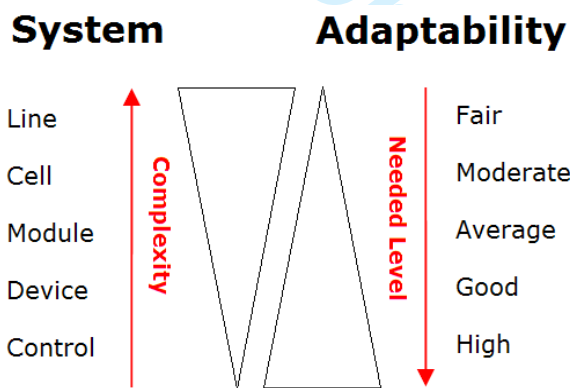 System
Adaptability
Line
Cell
Module
Device
Control
Complexity
Needed Level
Fair
Moderate
Average
Good
High